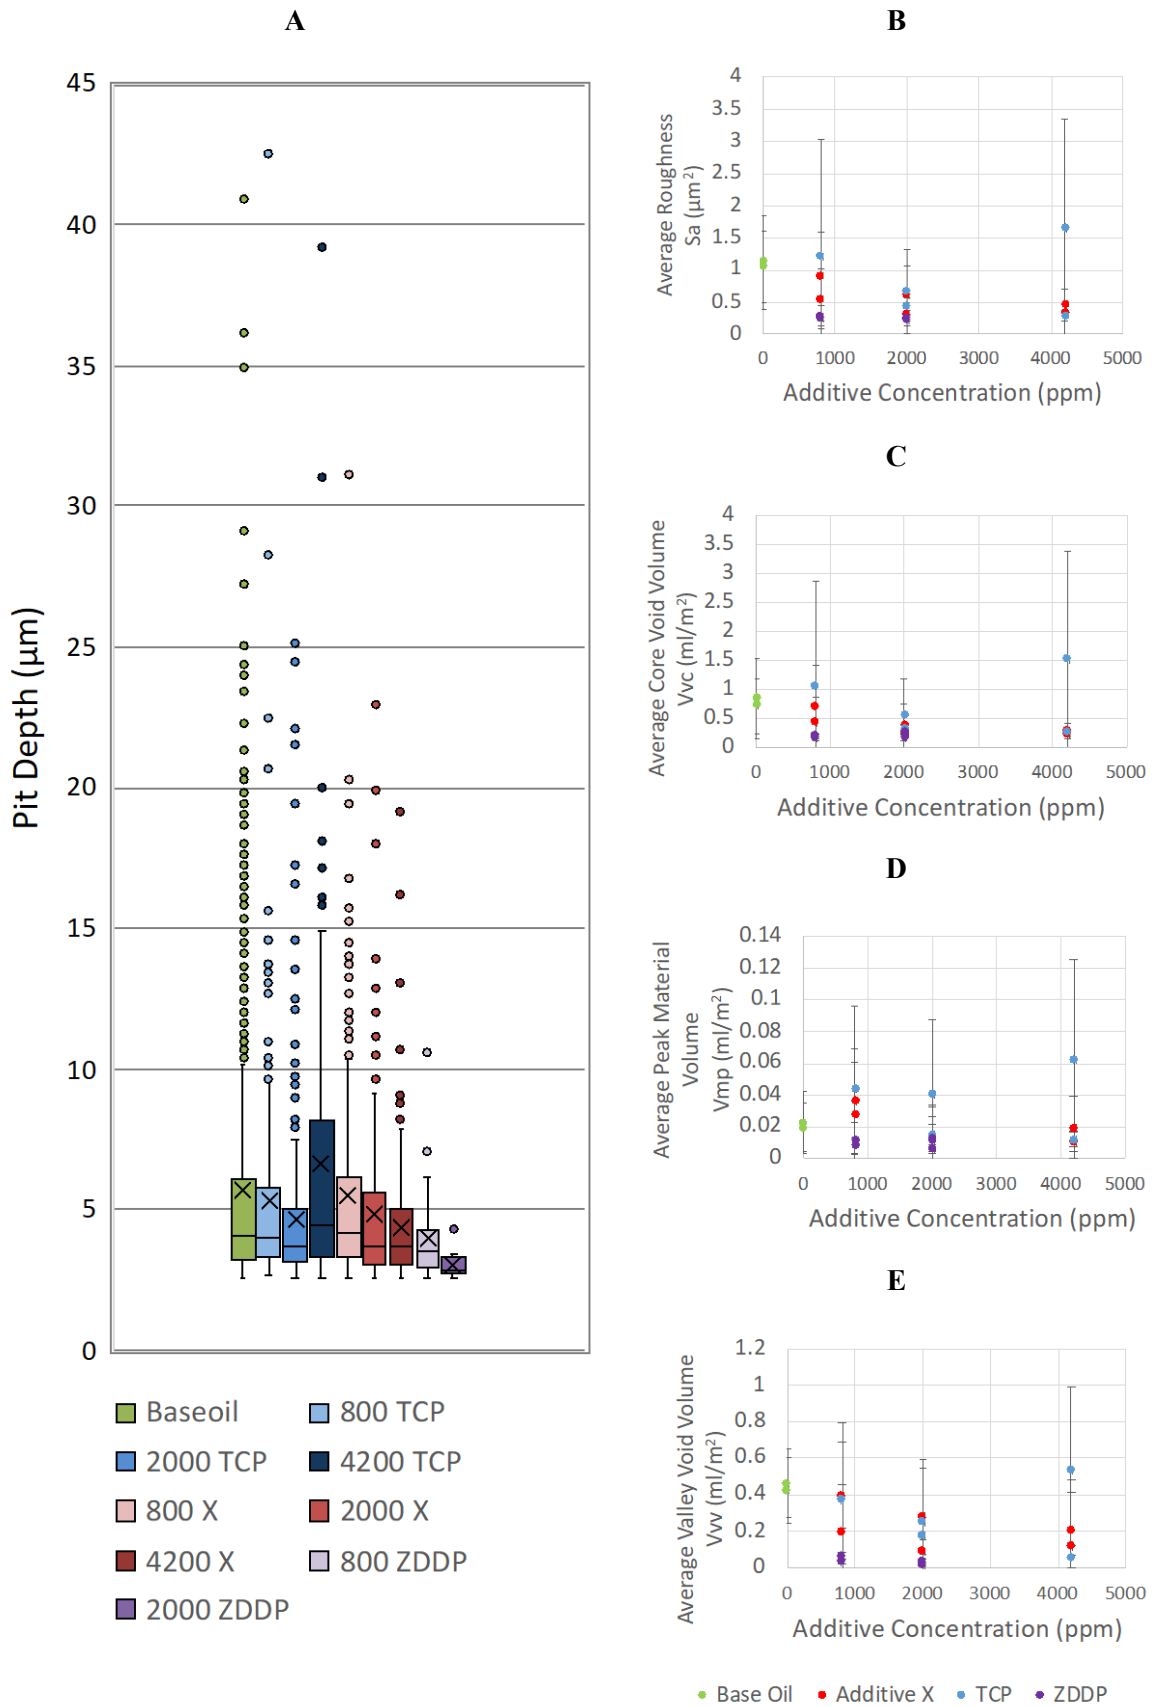 A
45
40
35
30
25
20
15
10
5
0
Pit Depth (µm)
Baseoil
800 TCP
2000 TCP
4200 TCP
800 X
2000 X
4200 X
800 ZDDP
2000 ZDDP
B
4
3.5
3
2.5
2
1.5
1
0.5
0
Average Roughness
Sa (µm²)
0 1000 2000 3000 4000 5000
Additive Concentration (ppm)
C
4
3.5
3
2.5
2
1.5
1
0.5
0
Average Core Void Volume
Vvc (ml/m²)
0 1000 2000 3000 4000 5000
Additive Concentration (ppm)
D
0.14
0.12
0.1
0.08
0.06
0.04
0.02
0
Average Peak Material
Volume
Vmp (ml/m²)
0 1000 2000 3000 4000 5000
Additive Concentration (ppm)
E
1.2
1
0.8
0.6
0.4
0.2
0
Average Valley Void Volume
Vvv (ml/m²)
0 1000 2000 3000 4000 5000
Additive Concentration (ppm)
Base Oil Additive X TCP ZDDP